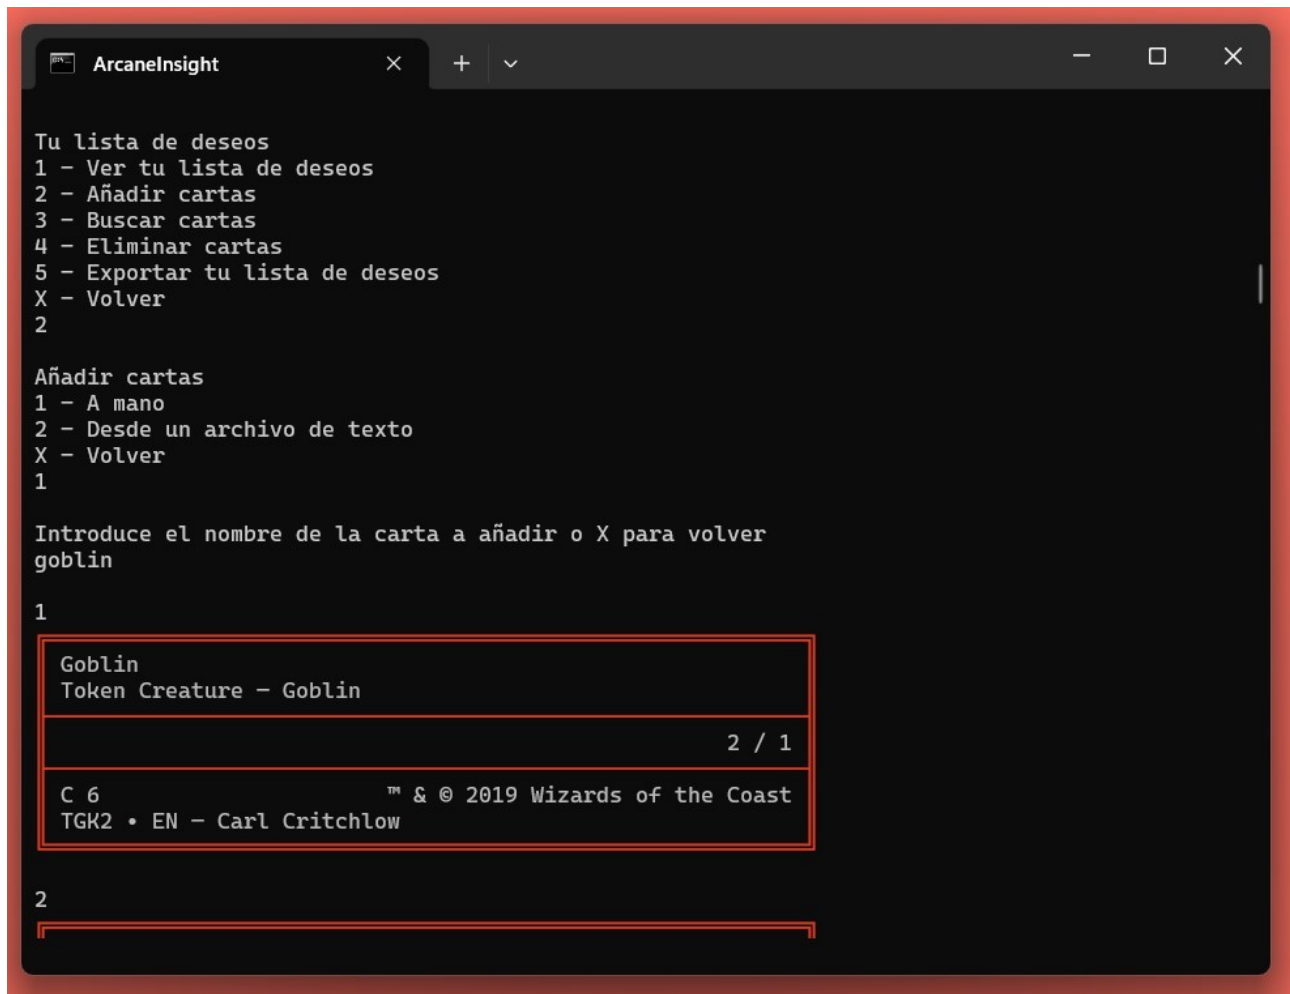 ArcaneInsight
Tu lista de deseos
1 – Ver tu lista de deseos
2 – Añadir cartas
3 – Buscar cartas
4 – Eliminar cartas
5 – Exportar tu lista de deseos
X – Volver
2
Añadir cartas
1 – A mano
2 – Desde un archivo de texto
X – Volver
1
Introduce el nombre de la carta a añadir o X para volver
goblin
1
Goblin
Token Creature — Goblin
2 / 1
C 6 ™ & © 2019 Wizards of the Coast
TGK2 • EN — Carl Critchlow
2